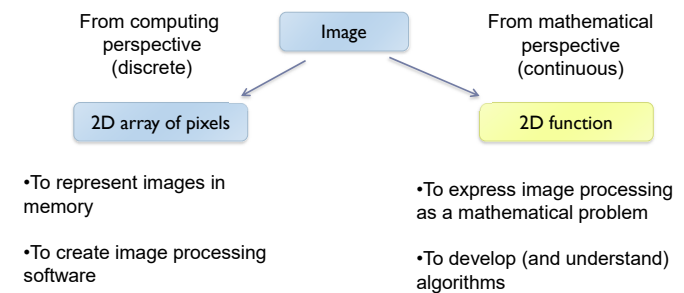 From computing
perspective
(discrete)
Image
From mathematical
perspective
(continuous)
2D array of pixels
2D function
•To represent images in
memory
•To create image processing
software
•To express image processing
as a mathematical problem
•To develop (and understand)
algorithms